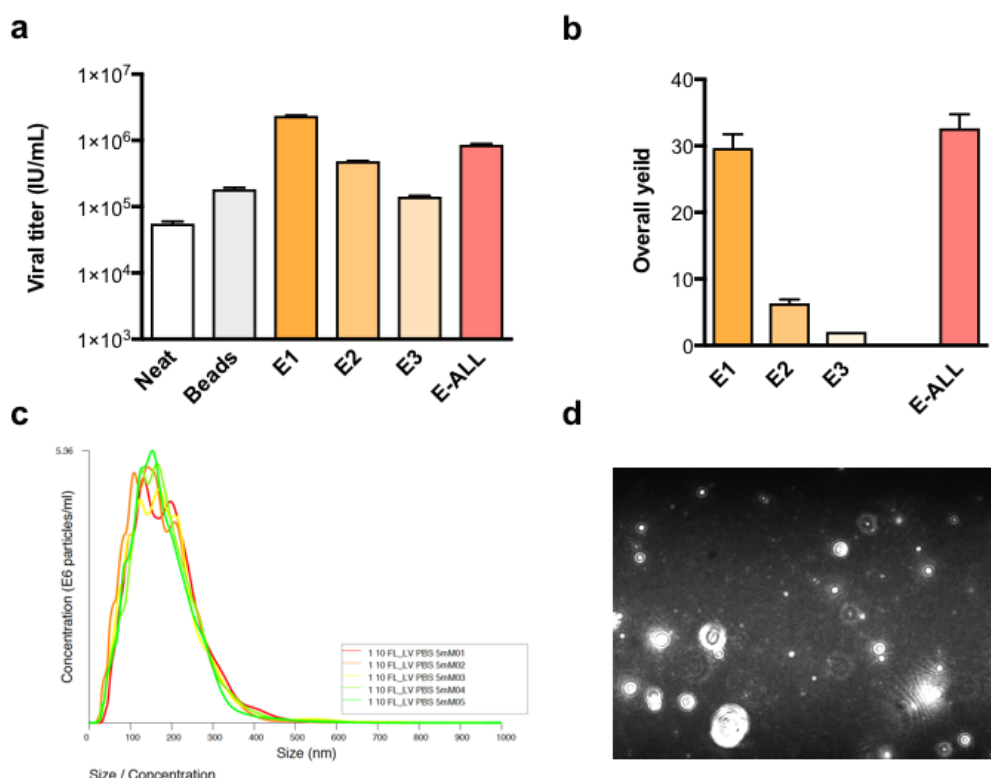 a
Viral titer (IU/mL)
1×10⁷
1×10⁶
1×10⁵
1×10⁴
1×10³
Neat
Beads
E1
E2
E3
E-ALL
b
Overall yeild
40
30
20
10
0
E1
E2
E3
E-ALL
c
5.36
Concentration (E6 particles/ml)
1 10 FL_LV PBS 5mM01
1 10 FL_LV PBS 5mM02
1 10 FL_LV PBS 5mM03
1 10 FL_LV PBS 5mM04
1 10 FL_LV PBS 5mM05
0 100 200 300 400 500 600 700 800 900 1000
Size (nm)
Size / Concentration
d